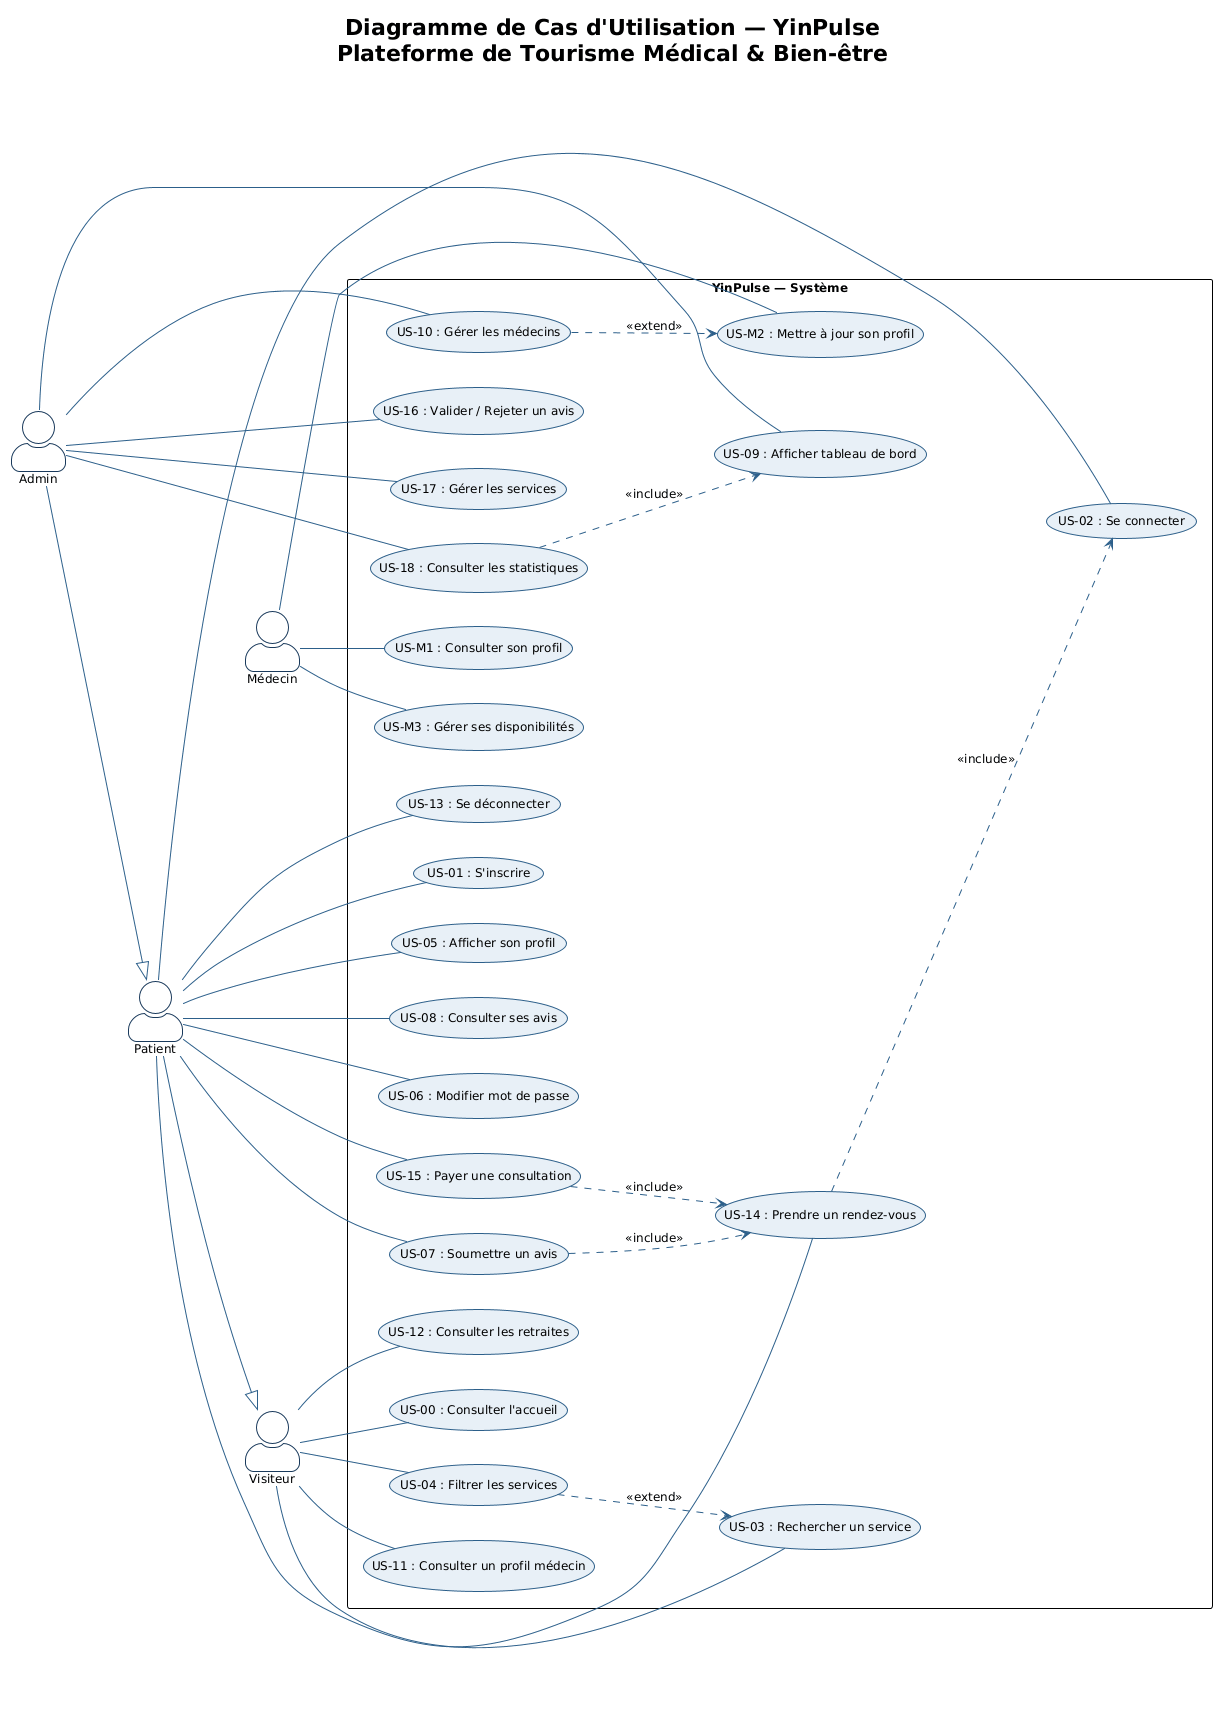 Diagramme de Cas d'Utilisation — YinPulse
Plateforme de Tourisme Médical & Bien-être
YinPulse — Système
US-10 : Gérer les médecins
«extend»
US-M2 : Mettre à jour son profil
US-16 : Valider / Rejeter un avis
US-09 : Afficher tableau de bord
Admin
US-17 : Gérer les services
«include»
US-02 : Se connecter
US-18 : Consulter les statistiques
US-M1 : Consulter son profil
Médecin
US-M3 : Gérer ses disponibilités
«include»
US-13 : Se déconnecter
US-01 : S'inscrire
US-05 : Afficher son profil
US-08 : Consulter ses avis
Patient
US-06 : Modifier mot de passe
US-15 : Payer une consultation
«include»
US-14 : Prendre un rendez-vous
«include»
US-07 : Soumettre un avis
US-12 : Consulter les retraites
US-00 : Consulter l'accueil
Visiteur
US-04 : Filtrer les services
«extend»
US-03 : Rechercher un service
US-11 : Consulter un profil médecin